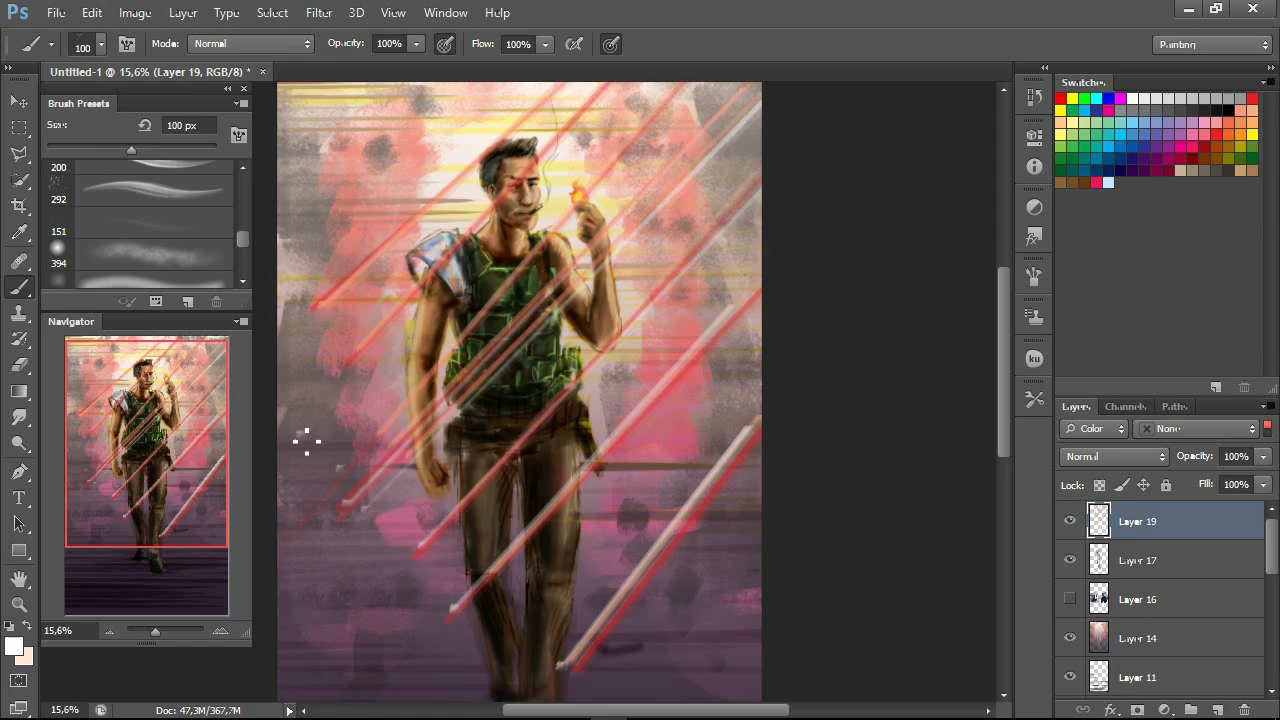 Ps File Edit Image Layer Type Select Filter 3D View Window Help
100 Mode: Normal Opacity: 100% Flow: 100% Painting
Untitled-1 @ 15,6% (Layer 19, RGB/8) * ×
Brush Presets
Size: 100 px
200
292
151
394
Navigator
15,6%
T
ku
Swatches
Layers Channels Paths
Color None
Normal Opacity: 100%
Lock: Fill: 100%
Layer 19
Layer 17
Layer 16
Layer 14
Layer 11
fx
15,6% Doc: 47,3M/367,7M